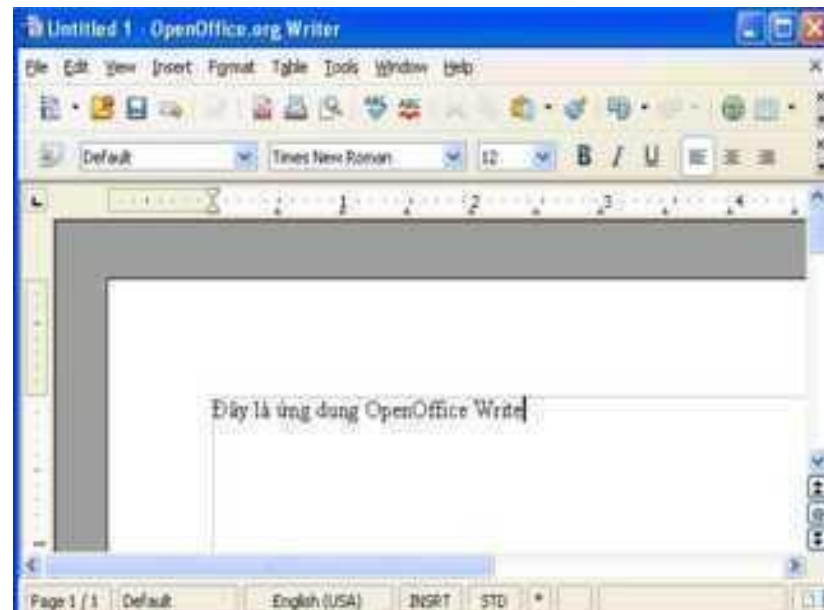 Untitled 1 - OpenOffice.org Writer
File Edit View Insert Format Table Tools Window Help
Default Times New Roman 12 B I U
1 2 3 4
Đây là ứng dung OpenOffice Write
Page 1 / 1 Default English (USA) INSRT STD *